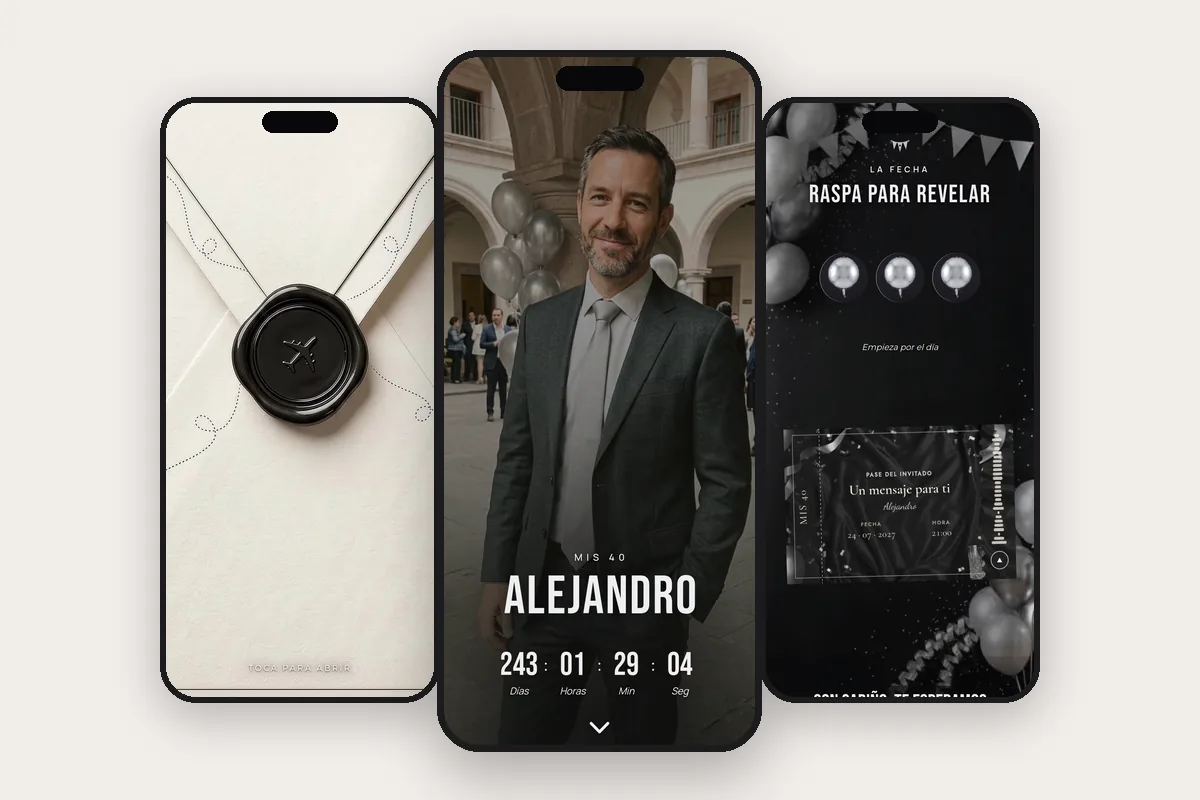 TOCA PARA ABRIR
MIS 40
ALEJANDRO
243 : 01 : 29 : 04
Días Horas Min Seg
LA FECHA
RASPA PARA REVELAR
Empieza por el día
MIS 40
PASE DEL INVITADO
Un mensaje para ti
Alejandro
FECHA HORA
24 · 07 · 2027 21:00
CON CARIÑO, TE ESPERAMOS